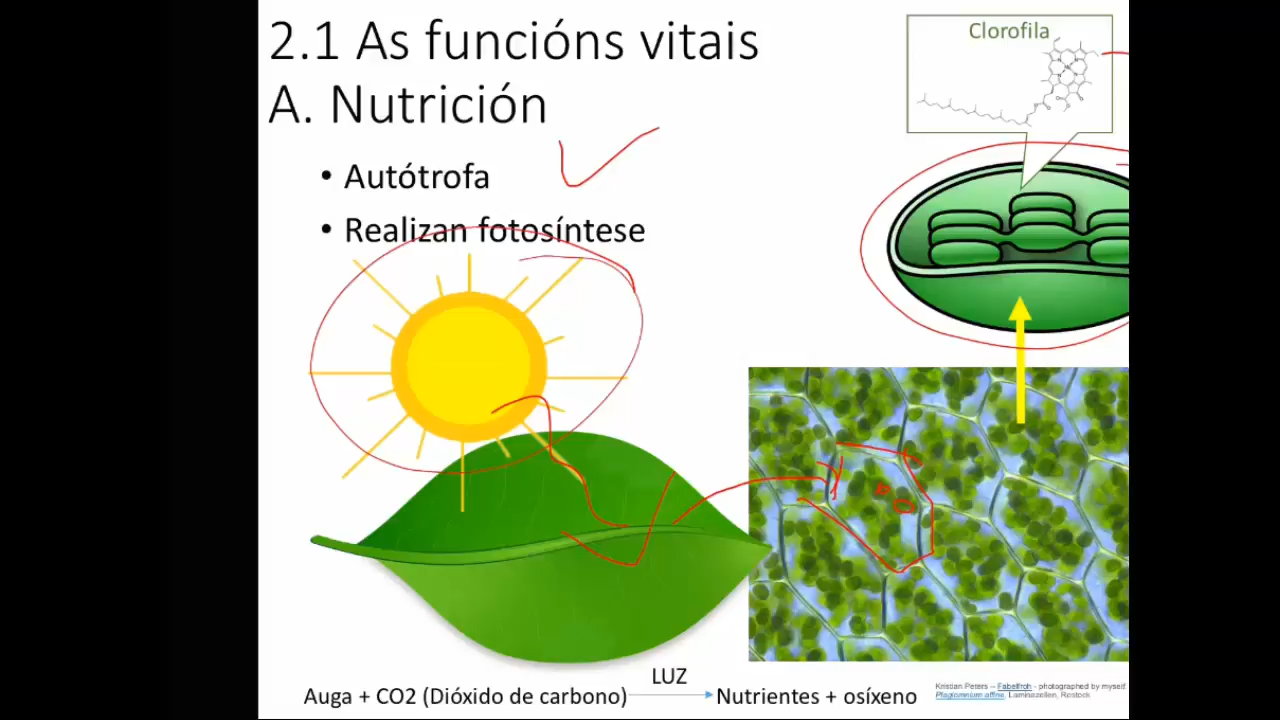 2.1 As funcións vitais
A. Nutrición
• Autótrofa
• Realizan fotosíntese
Clorofila
LUZ
Auga + CO2 (Dióxido de carbono) Nutrientes + osíxeno
Kristian Peters -- Fabelfroh - photographed by mysed
Plagiomnium affine, Laminazellen, Rostock